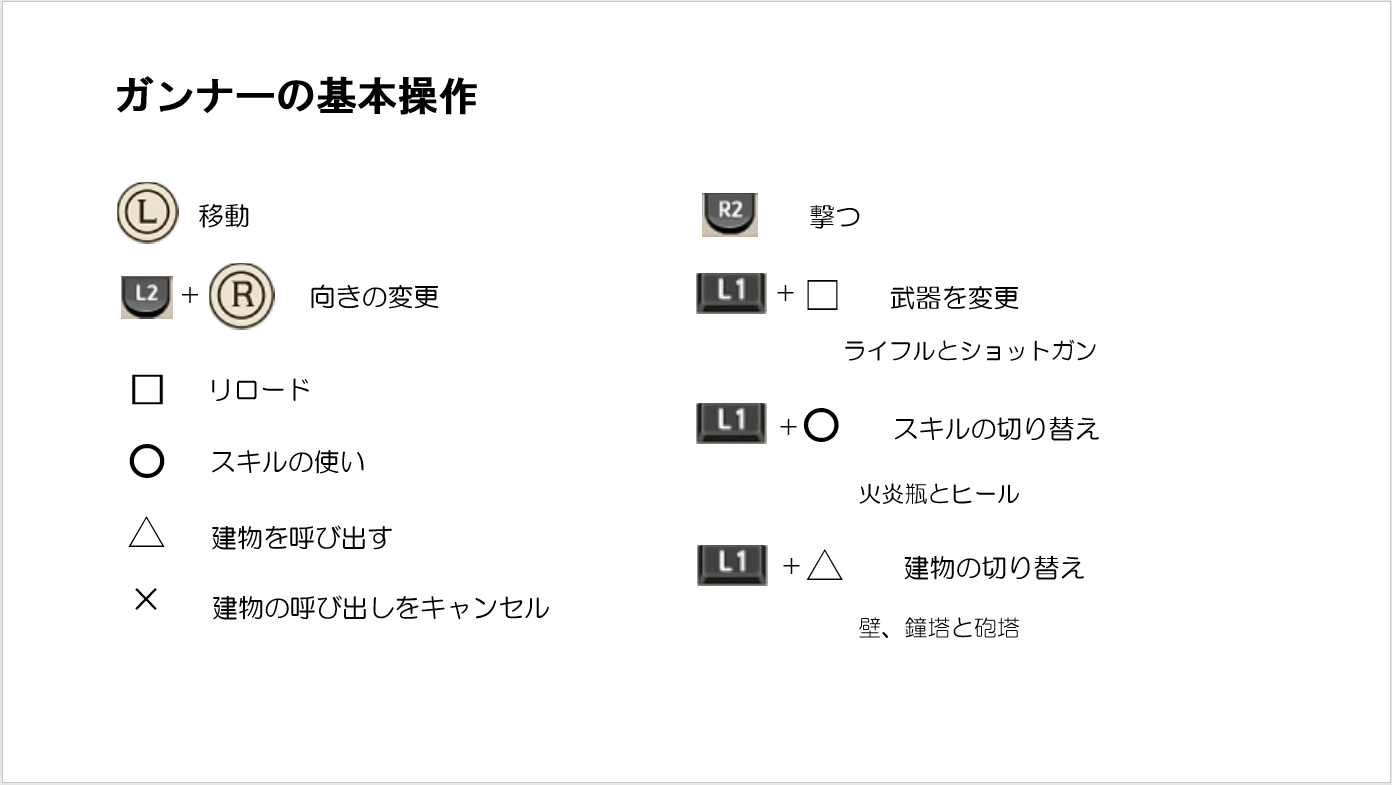 ガンナーの基本操作
L 移動
L2 + R 向きの変更
□ リロード
○ スキルの使い
△ 建物を呼び出す
× 建物の呼び出しをキャンセル
R2 撃つ
L1 + □ 武器を変更
ライフルとショットガン
L1 + ○ スキルの切り替え
火炎瓶とヒール
L1 + △ 建物の切り替え
壁、鐘塔と砲塔